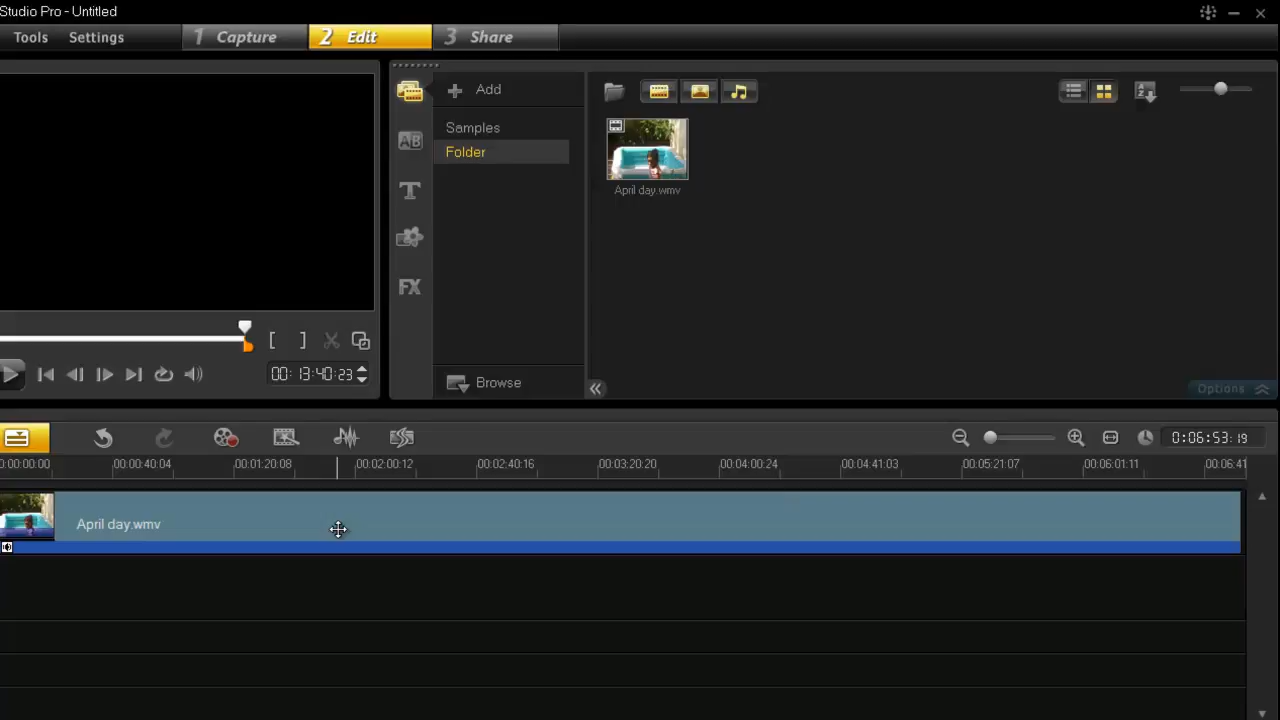 Studio Pro - Untitled
Tools Settings 1 Capture 2 Edit 3 Share
Add
AB
Samples
Folder
April day.wmv
T
FX
[ ]
00: 13:40:23
Browse
Options
0:06:53: 19
0:00:00:00 00:00:40:04 00:01:20:08 00:02:00:12 00:02:40:16 00:03:20:20 00:04:00:24 00:04:41:03 00:05:21:07 00:06:01:11 00:06:41
April day.wmv